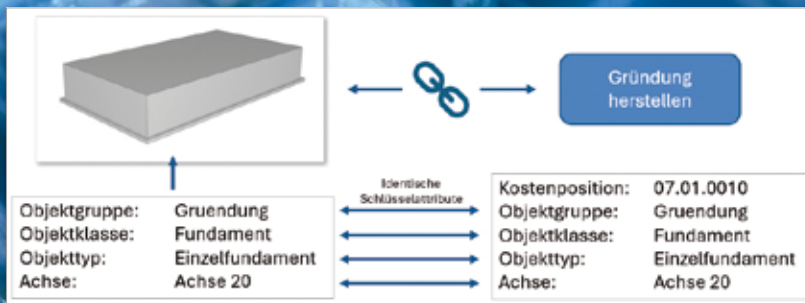 Gründung
herstellen
Identische
Schlüsselattribute
Objektgruppe: Gruendung
Objektklasse: Fundament
Objekttyp: Einzelfundament
Achse: Achse 20
Kostenposition: 07.01.0010
Objektgruppe: Gruendung
Objektklasse: Fundament
Objekttyp: Einzelfundament
Achse: Achse 20